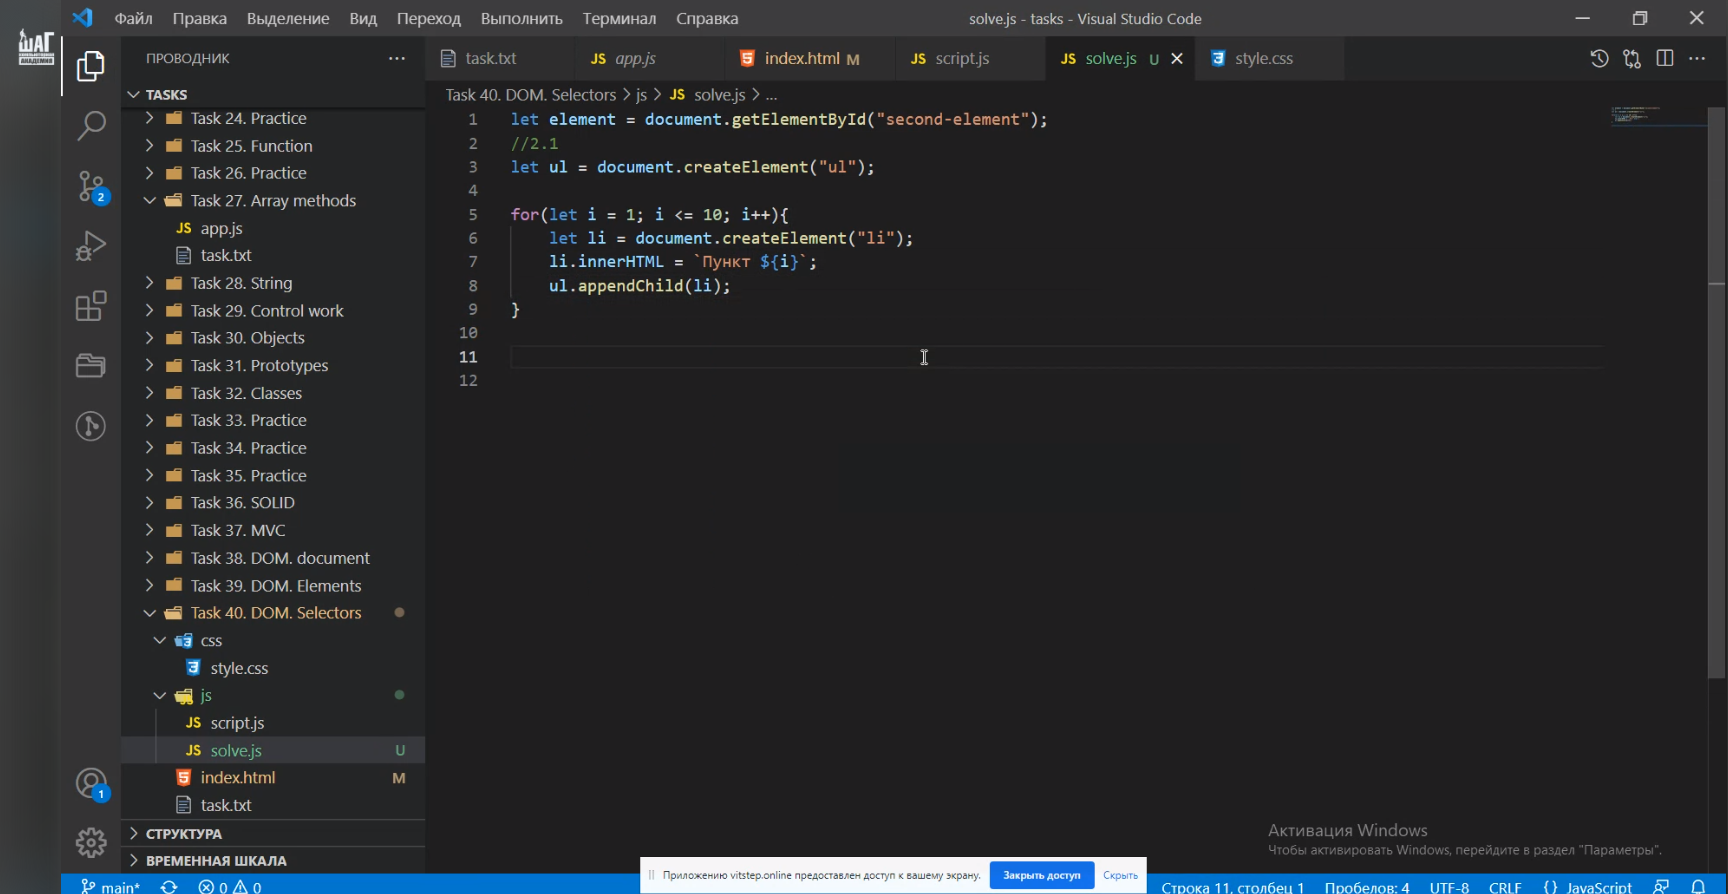 Файл Правка Выделение Вид Переход Выполнить Терминал Справка
solve.js - tasks - Visual Studio Code
ШАГ
ПРОВОДНИК
task.txt
JS app.js
index.html M
JS script.js
JS solve.js U
style.css
TASKS
Task 24. Practice
Task 25. Function
Task 26. Practice
Task 27. Array methods
JS app.js
task.txt
Task 28. String
Task 29. Control work
Task 30. Objects
Task 31. Prototypes
Task 32. Classes
Task 33. Practice
Task 34. Practice
Task 35. Practice
Task 36. SOLID
Task 37. MVC
Task 38. DOM. document
Task 39. DOM. Elements
Task 40. DOM. Selectors
css
style.css
js
JS script.js
JS solve.js U
index.html M
task.txt
СТРУКТУРА
ВРЕМЕННАЯ ШКАЛА
2
1
Task 40. DOM. Selectors > js > JS solve.js > ...
1 let element = document.getElementById("second-element");
2 //2.1
3 let ul = document.createElement("ul");
4
5 for(let i = 1; i <= 10; i++){
6 let li = document.createElement("li");
7 li.innerHTML = `Пункт ${i}`;
8 ul.appendChild(li);
9 }
10
11
12
Активация Windows
Чтобы активировать Windows, перейдите в раздел "Параметры".
Приложению vitstep.online предоставлен доступ к вашему экрану. Закрыть доступ Скрыть
main* 0 0
Строка 11, столбец 1 Пробелов: 4 UTF-8 CRLF {} JavaScript